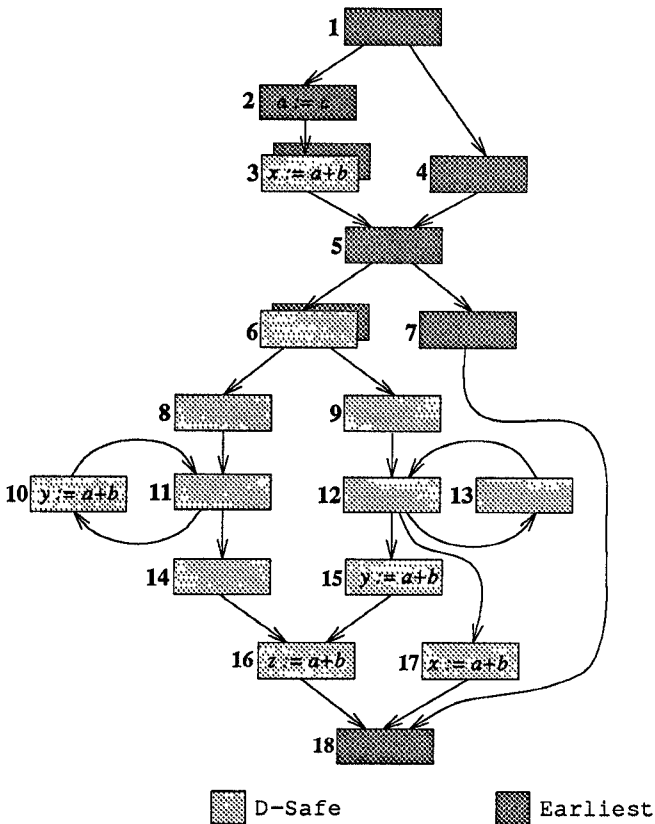 1
2 a := c
3 x := a+b
4
5
6
7
8
9
10 y := a+b
11
12
13
14
15 y := a+b
16 z := a+b
17 x := a+b
18
D-Safe
Earliest